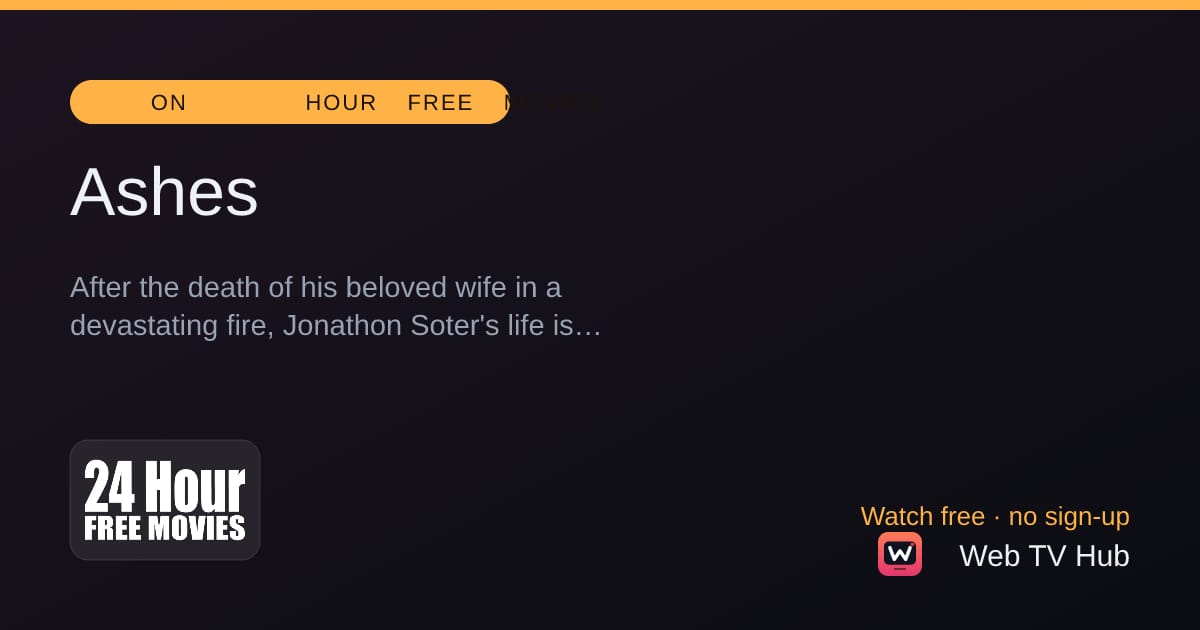 ON HOUR FREE MOVIES
Ashes
After the death of his beloved wife in a
devastating fire, Jonathon Soter's life is…
24 Hour
FREE MOVIES
Watch free · no sign-up
W
Web TV Hub